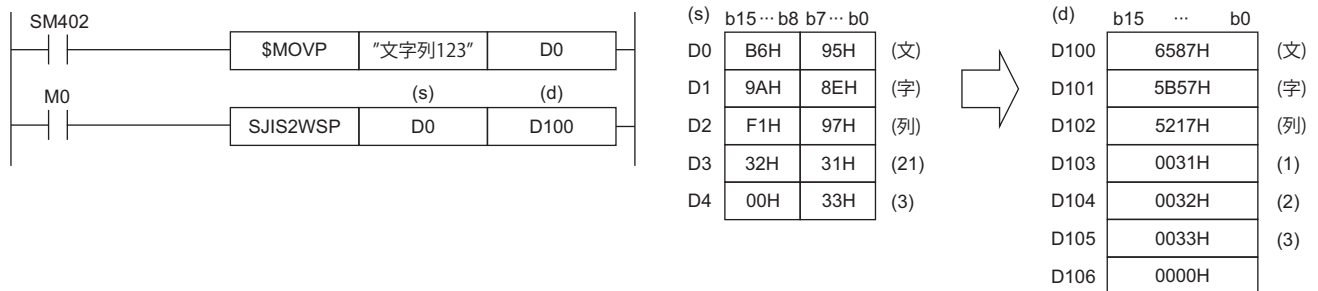 SM402
$MOVP "文字列123" D0
M0
(s) (d)
SJIS2WSP D0 D100
(s) b15 ··· b8 b7 ··· b0
D0 B6H 95H (文)
D1 9AH 8EH (字)
D2 F1H 97H (列)
D3 32H 31H (21)
D4 00H 33H (3)
(d) b15 ··· b0
D100 6587H (文)
D101 5B57H (字)
D102 5217H (列)
D103 0031H (1)
D104 0032H (2)
D105 0033H (3)
D106 0000H